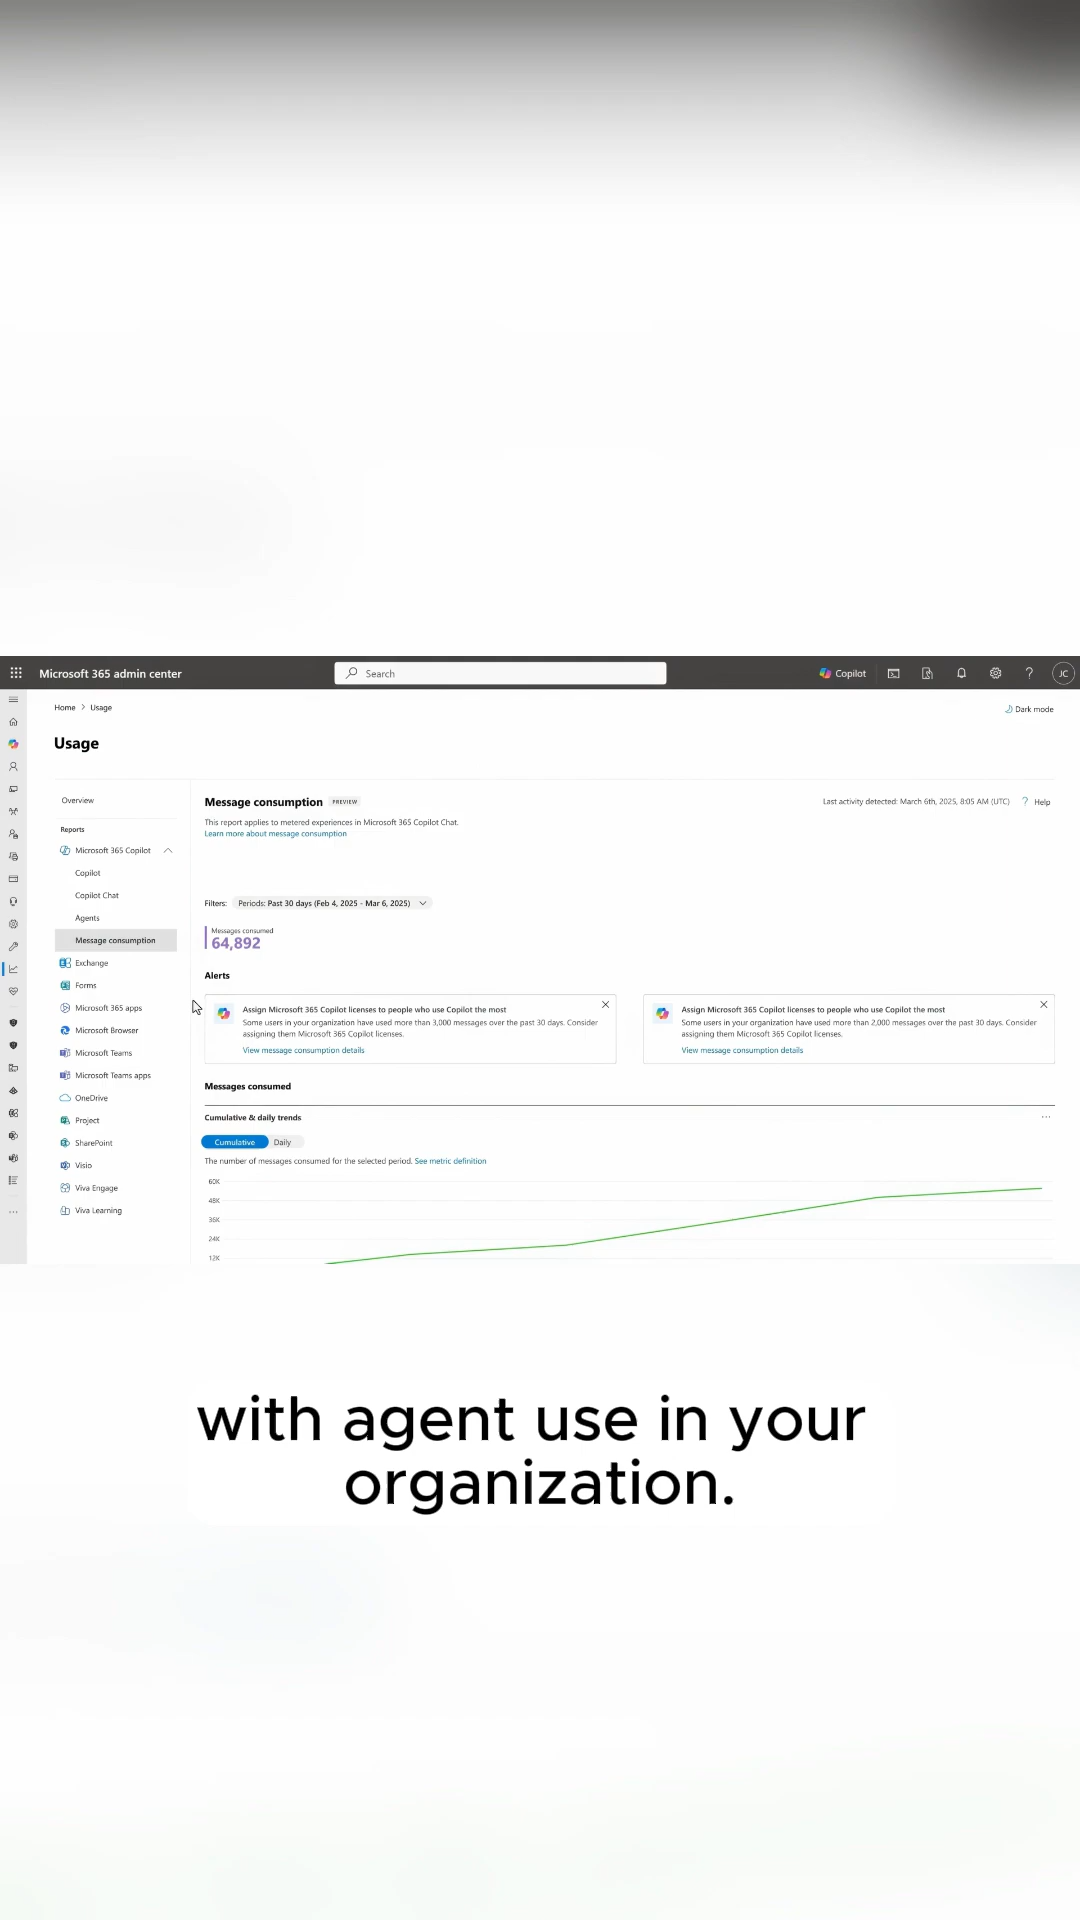 Microsoft 365 admin center
Search
Copilot
?
JC
Home > Usage
Dark mode
Usage
Overview
Reports
Microsoft 365 Copilot
Copilot
Copilot Chat
Agents
Message consumption
Exchange
Forms
Microsoft 365 apps
Microsoft Browser
Microsoft Teams
Microsoft Teams apps
OneDrive
Project
SharePoint
Visio
Viva Engage
Viva Learning
Message consumption PREVIEW
Last activity detected: March 6th, 2025, 8:05 AM (UTC)
? Help
This report applies to metered experiences in Microsoft 365 Copilot Chat.
Learn more about message consumption
Filters: Periods: Past 30 days (Feb 4, 2025 - Mar 6, 2025)
Messages consumed
64,892
Alerts
Assign Microsoft 365 Copilot licenses to people who use Copilot the most
Some users in your organization have used more than 3,000 messages over the past 30 days. Consider
assigning them Microsoft 365 Copilot licenses.
View message consumption details
Assign Microsoft 365 Copilot licenses to people who use Copilot the most
Some users in your organization have used more than 2,000 messages over the past 30 days. Consider
assigning them Microsoft 365 Copilot licenses.
View message consumption details
Messages consumed
Cumulative & daily trends
...
Cumulative Daily
The number of messages consumed for the selected period. See metric definition
60K
48K
36K
24K
12K
with agent use in your
organization.